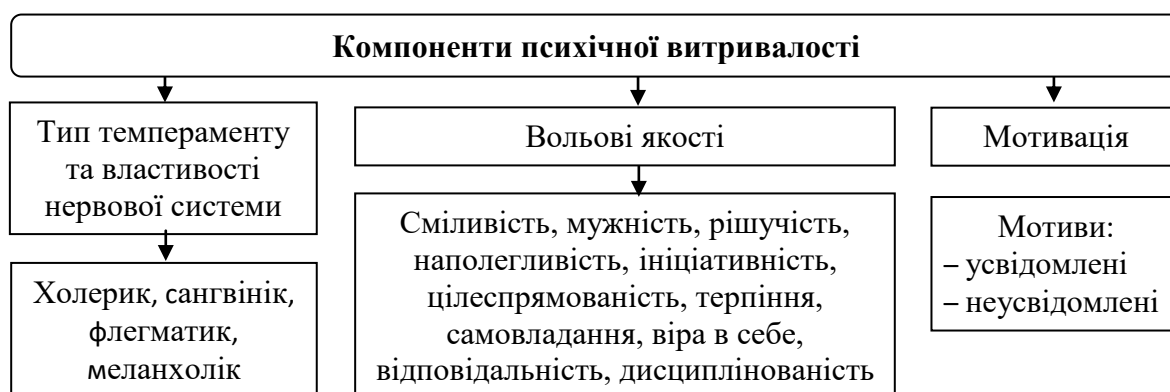 Компоненти психічної витривалості
Тип темпераменту
та властивості
нервової системи
Холерик, сангвінік,
флегматик,
меланхолік
Вольові якості
Сміливість, мужність, рішучість,
наполегливість, ініціативність,
цілеспрямованість, терпіння,
самовладання, віра в себе,
відповідальність, дисциплінованість
Мотивація
Мотиви:
– усвідомлені
– неусвідомлені